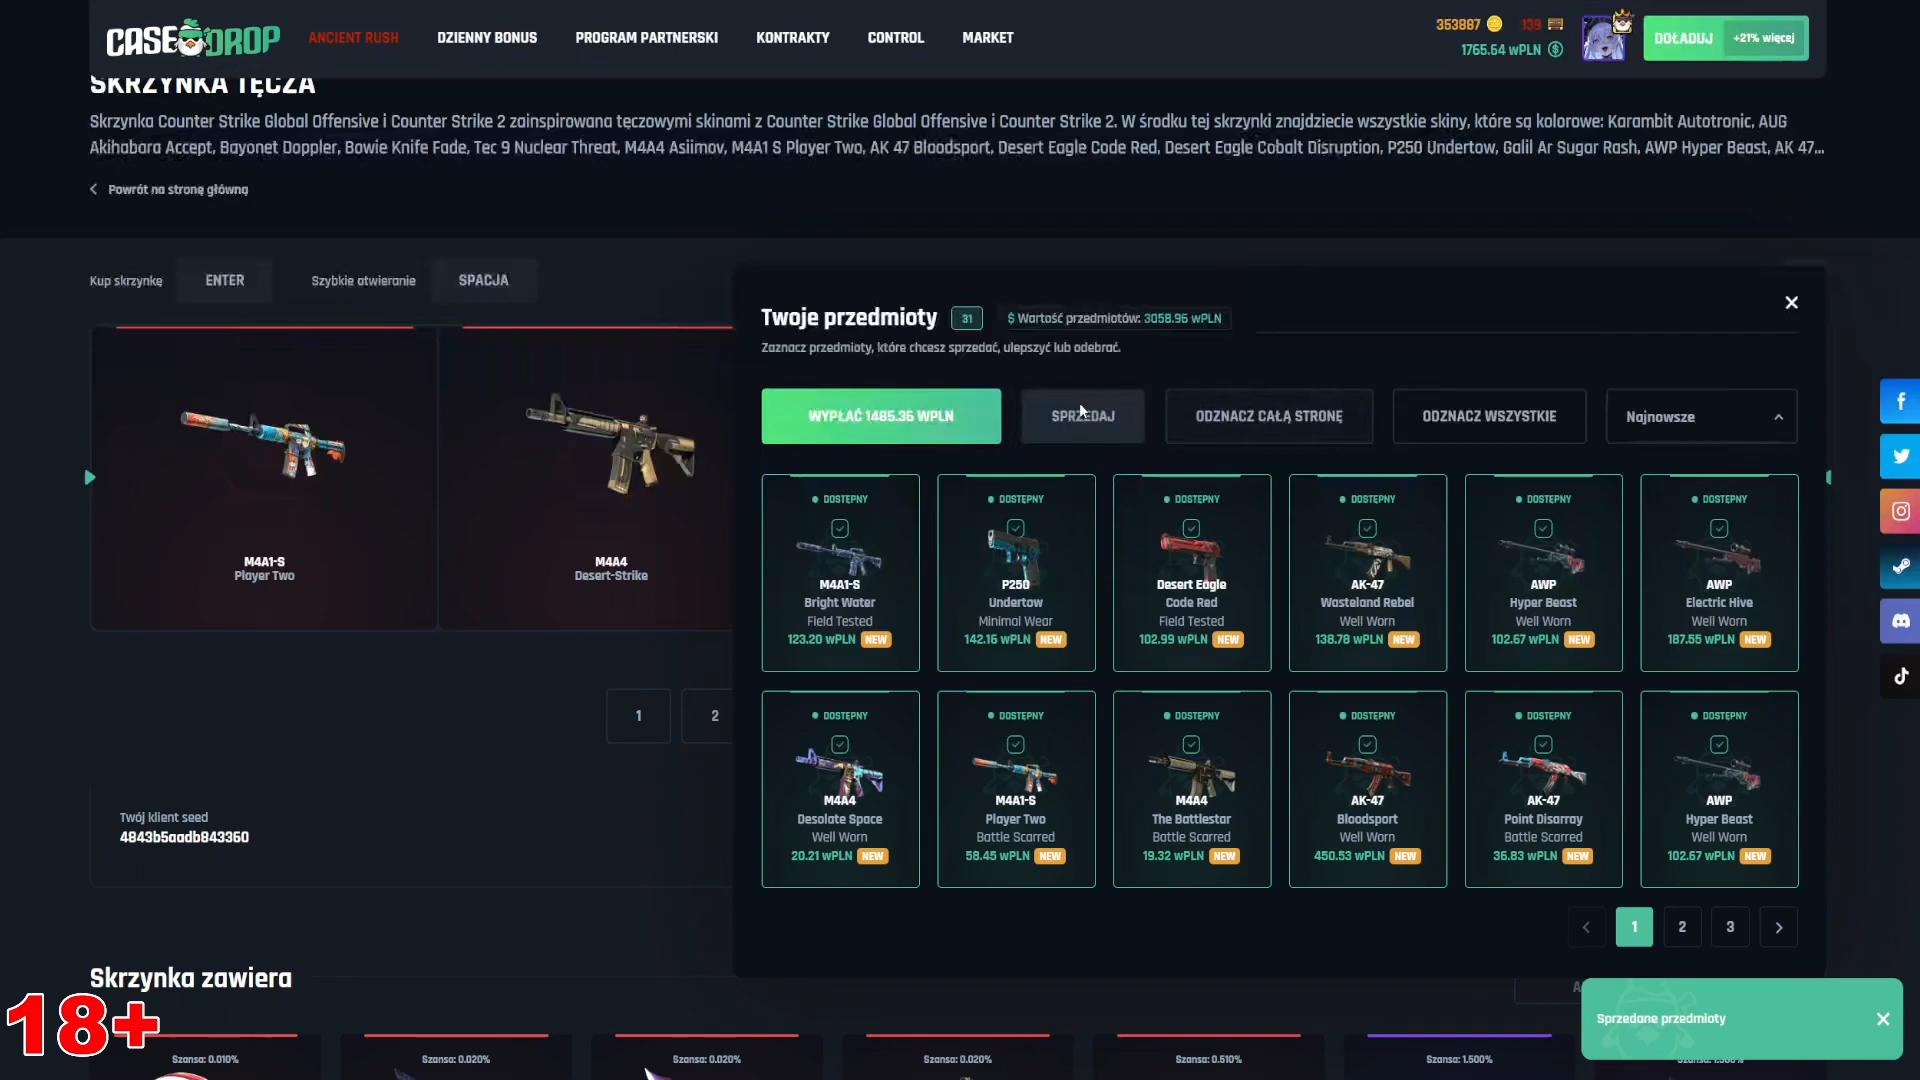 CASEDROP
ANCIENT RUSH
DZIENNY BONUS
PROGRAM PARTNERSKI
KONTRAKTY
CONTROL
MARKET
353887
139
1765.64 wPLN
DOŁADUJ
+21% więcej
SKRZYNKA TĘCZA
Skrzynka Counter Strike Global Offensive i Counter Strike 2 zainspirowana tęczowymi skinami z Counter Strike Global Offensive i Counter Strike 2. W środku tej skrzynki znajdziecie wszystkie skiny, które są kolorowe: Karambit Autotronic, AUG
Akihabara Accept, Bayonet Doppler, Bowie Knife Fade, Tec 9 Nuclear Threat, M4A4 Asiimov, M4A1 S Player Two, AK 47 Bloodsport, Desert Eagle Code Red, Desert Eagle Cobalt Disruption, P250 Undertow, Galil Ar Sugar Rash, AWP Hyper Beast, AK 47...
Powrót na stronę główną
Kup skrzynkę
ENTER
Szybkie otwieranie
SPACJA
M4A1-S
Player Two
M4A4
Desert-Strike
1
2
Twój klient seed
4843b5aadb843360
Twoje przedmioty
31
$ Wartość przedmiotów: 3058.96 wPLN
Zaznacz przedmioty, które chcesz sprzedać, ulepszyć lub odebrać.
WYPŁAĆ 1485.36 WPLN
SPRZEDAJ
ODZNACZ CAŁĄ STRONĘ
ODZNACZ WSZYSTKIE
Najnowsze
DOSTĘPNY
M4A1-S
Bright Water
Field Tested
123.20 wPLN NEW
DOSTĘPNY
P250
Undertow
Minimal Wear
142.16 wPLN NEW
DOSTĘPNY
Desert Eagle
Code Red
Field Tested
102.99 wPLN NEW
DOSTĘPNY
AK-47
Wasteland Rebel
Well Worn
138.78 wPLN NEW
DOSTĘPNY
AWP
Hyper Beast
Well Worn
102.67 wPLN NEW
DOSTĘPNY
AWP
Electric Hive
Well Worn
187.55 wPLN NEW
DOSTĘPNY
M4A4
Desolate Space
Well Worn
20.21 wPLN NEW
DOSTĘPNY
M4A1-S
Player Two
Battle Scarred
58.45 wPLN NEW
DOSTĘPNY
M4A4
The Battlestar
Battle Scarred
19.32 wPLN NEW
DOSTĘPNY
AK-47
Bloodsport
Well Worn
450.53 wPLN NEW
DOSTĘPNY
AK-47
Point Disarray
Battle Scarred
36.83 wPLN NEW
DOSTĘPNY
AWP
Hyper Beast
Well Worn
102.67 wPLN NEW
1
2
3
Skrzynka zawiera
18+
Sprzedane przedmioty
Szansa: 0.010%
Szansa: 0.020%
Szansa: 0.020%
Szansa: 0.020%
Szansa: 0.510%
Szansa: 1.500%